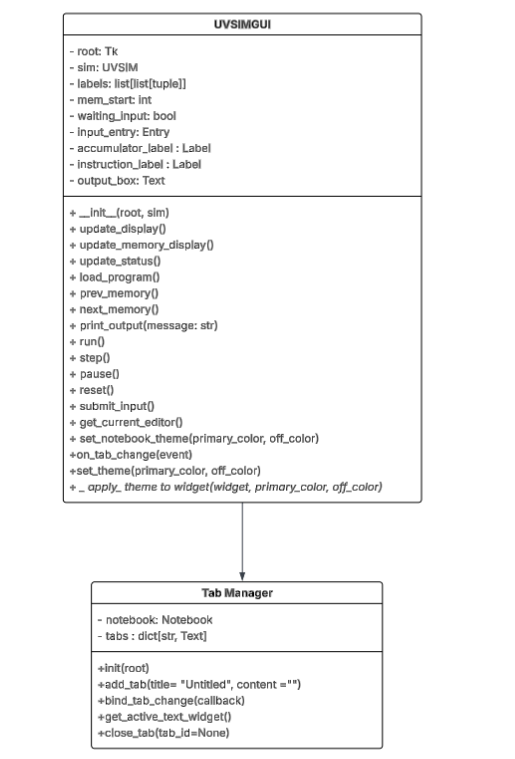 UVSIMGUI
- root: Tk
- sim: UVSIM
- labels: list[list[tuple]]
- mem_start: int
- waiting_input: bool
- input_entry: Entry
- accumulator_label : Label
- instruction_label : Label
- output_box: Text
+ __init__(root, sim)
+ update_display()
+ update_memory_display()
+ update_status()
+ load_program()
+ prev_memory()
+ next_memory()
+ print_output(message: str)
+ run()
+ step()
+ pause()
+ reset()
+ submit_input()
+ get_current_editor()
+ set_notebook_theme(primary_color, off_color)
+on_tab_change(event)
+set_theme(primary_color, off_color)
+ _ apply_ theme to widget(widget, primary_color, off_color)
Tab Manager
- notebook: Notebook
- tabs : dict[str, Text]
+init(root)
+add_tab(title= "Untitled", content ="")
+bind_tab_change(callback)
+get_active_text_widget()
+close_tab(tab_id=None)